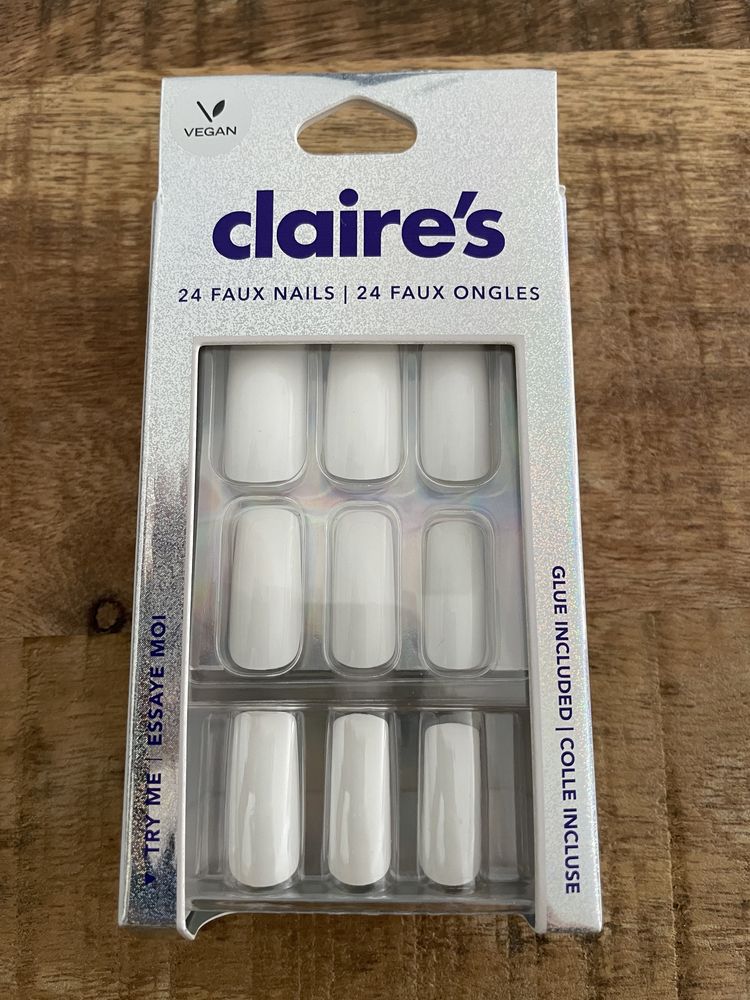 VEGAN
claire's
24 FAUX NAILS | 24 FAUX ONGLES
TRY ME | ESSAYE MOI
GLUE INCLUDED | COLLE INCLUSE